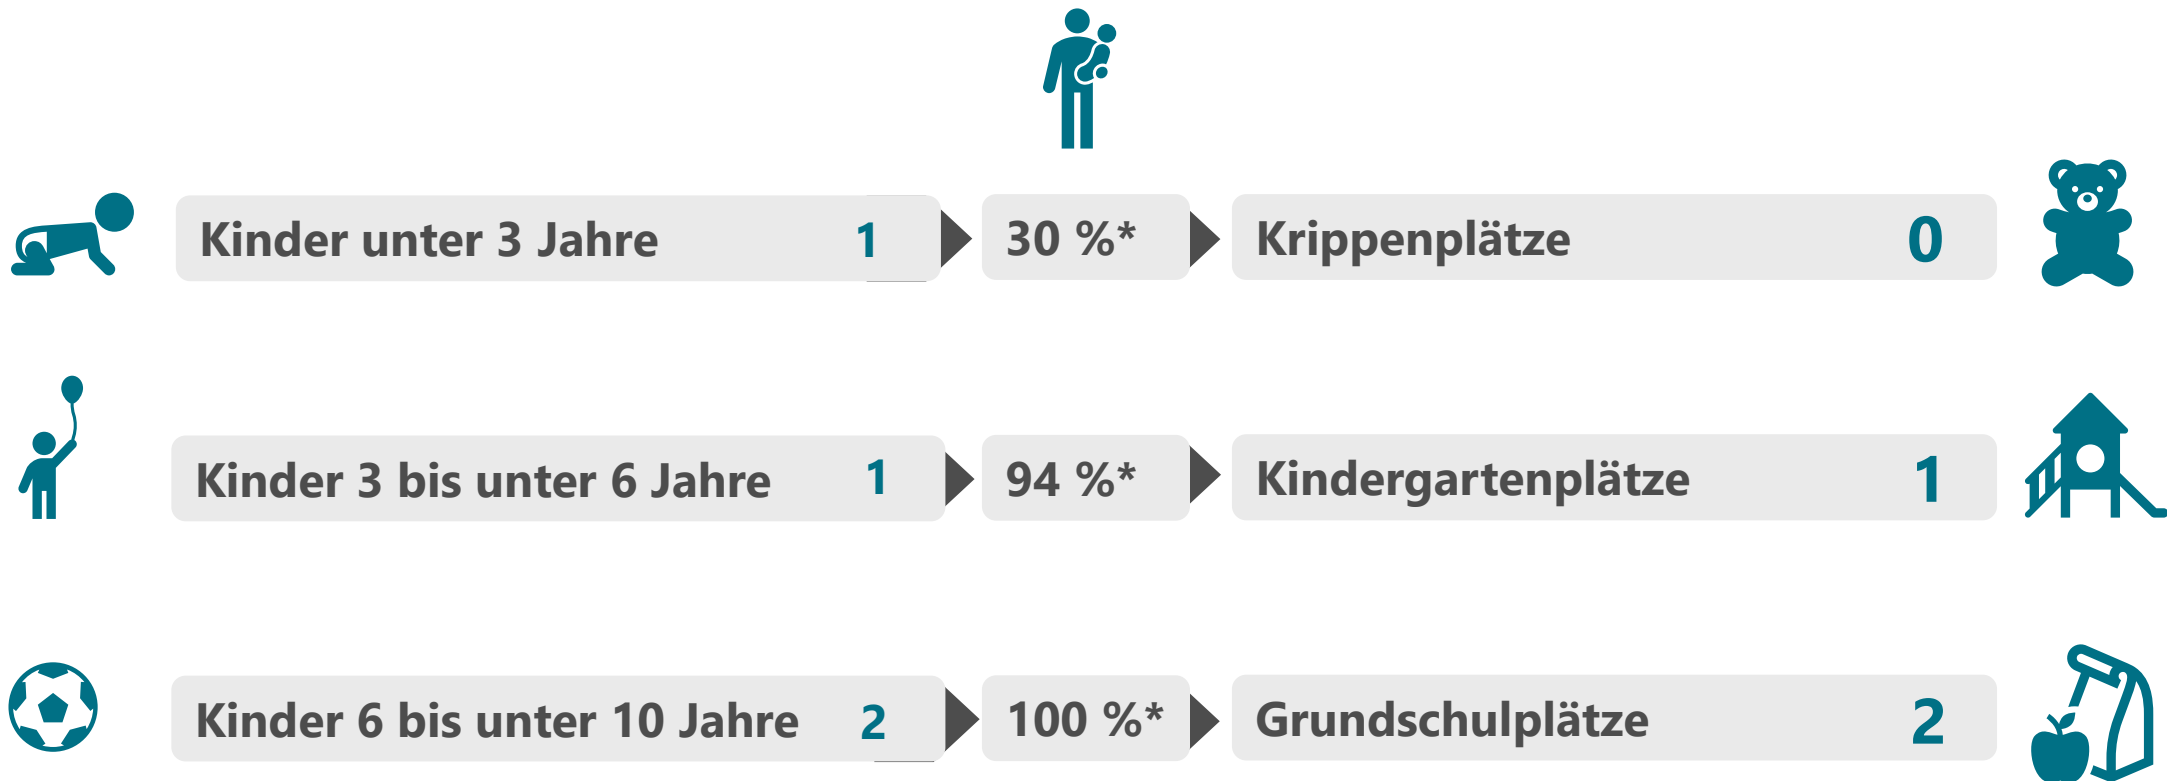 Kinder unter 3 Jahre 1 30 %* Krippenplätze 0
Kinder 3 bis unter 6 Jahre 1 94 %* Kindergartenplätze 1
Kinder 6 bis unter 10 Jahre 2 100 %* Grundschulplätze 2